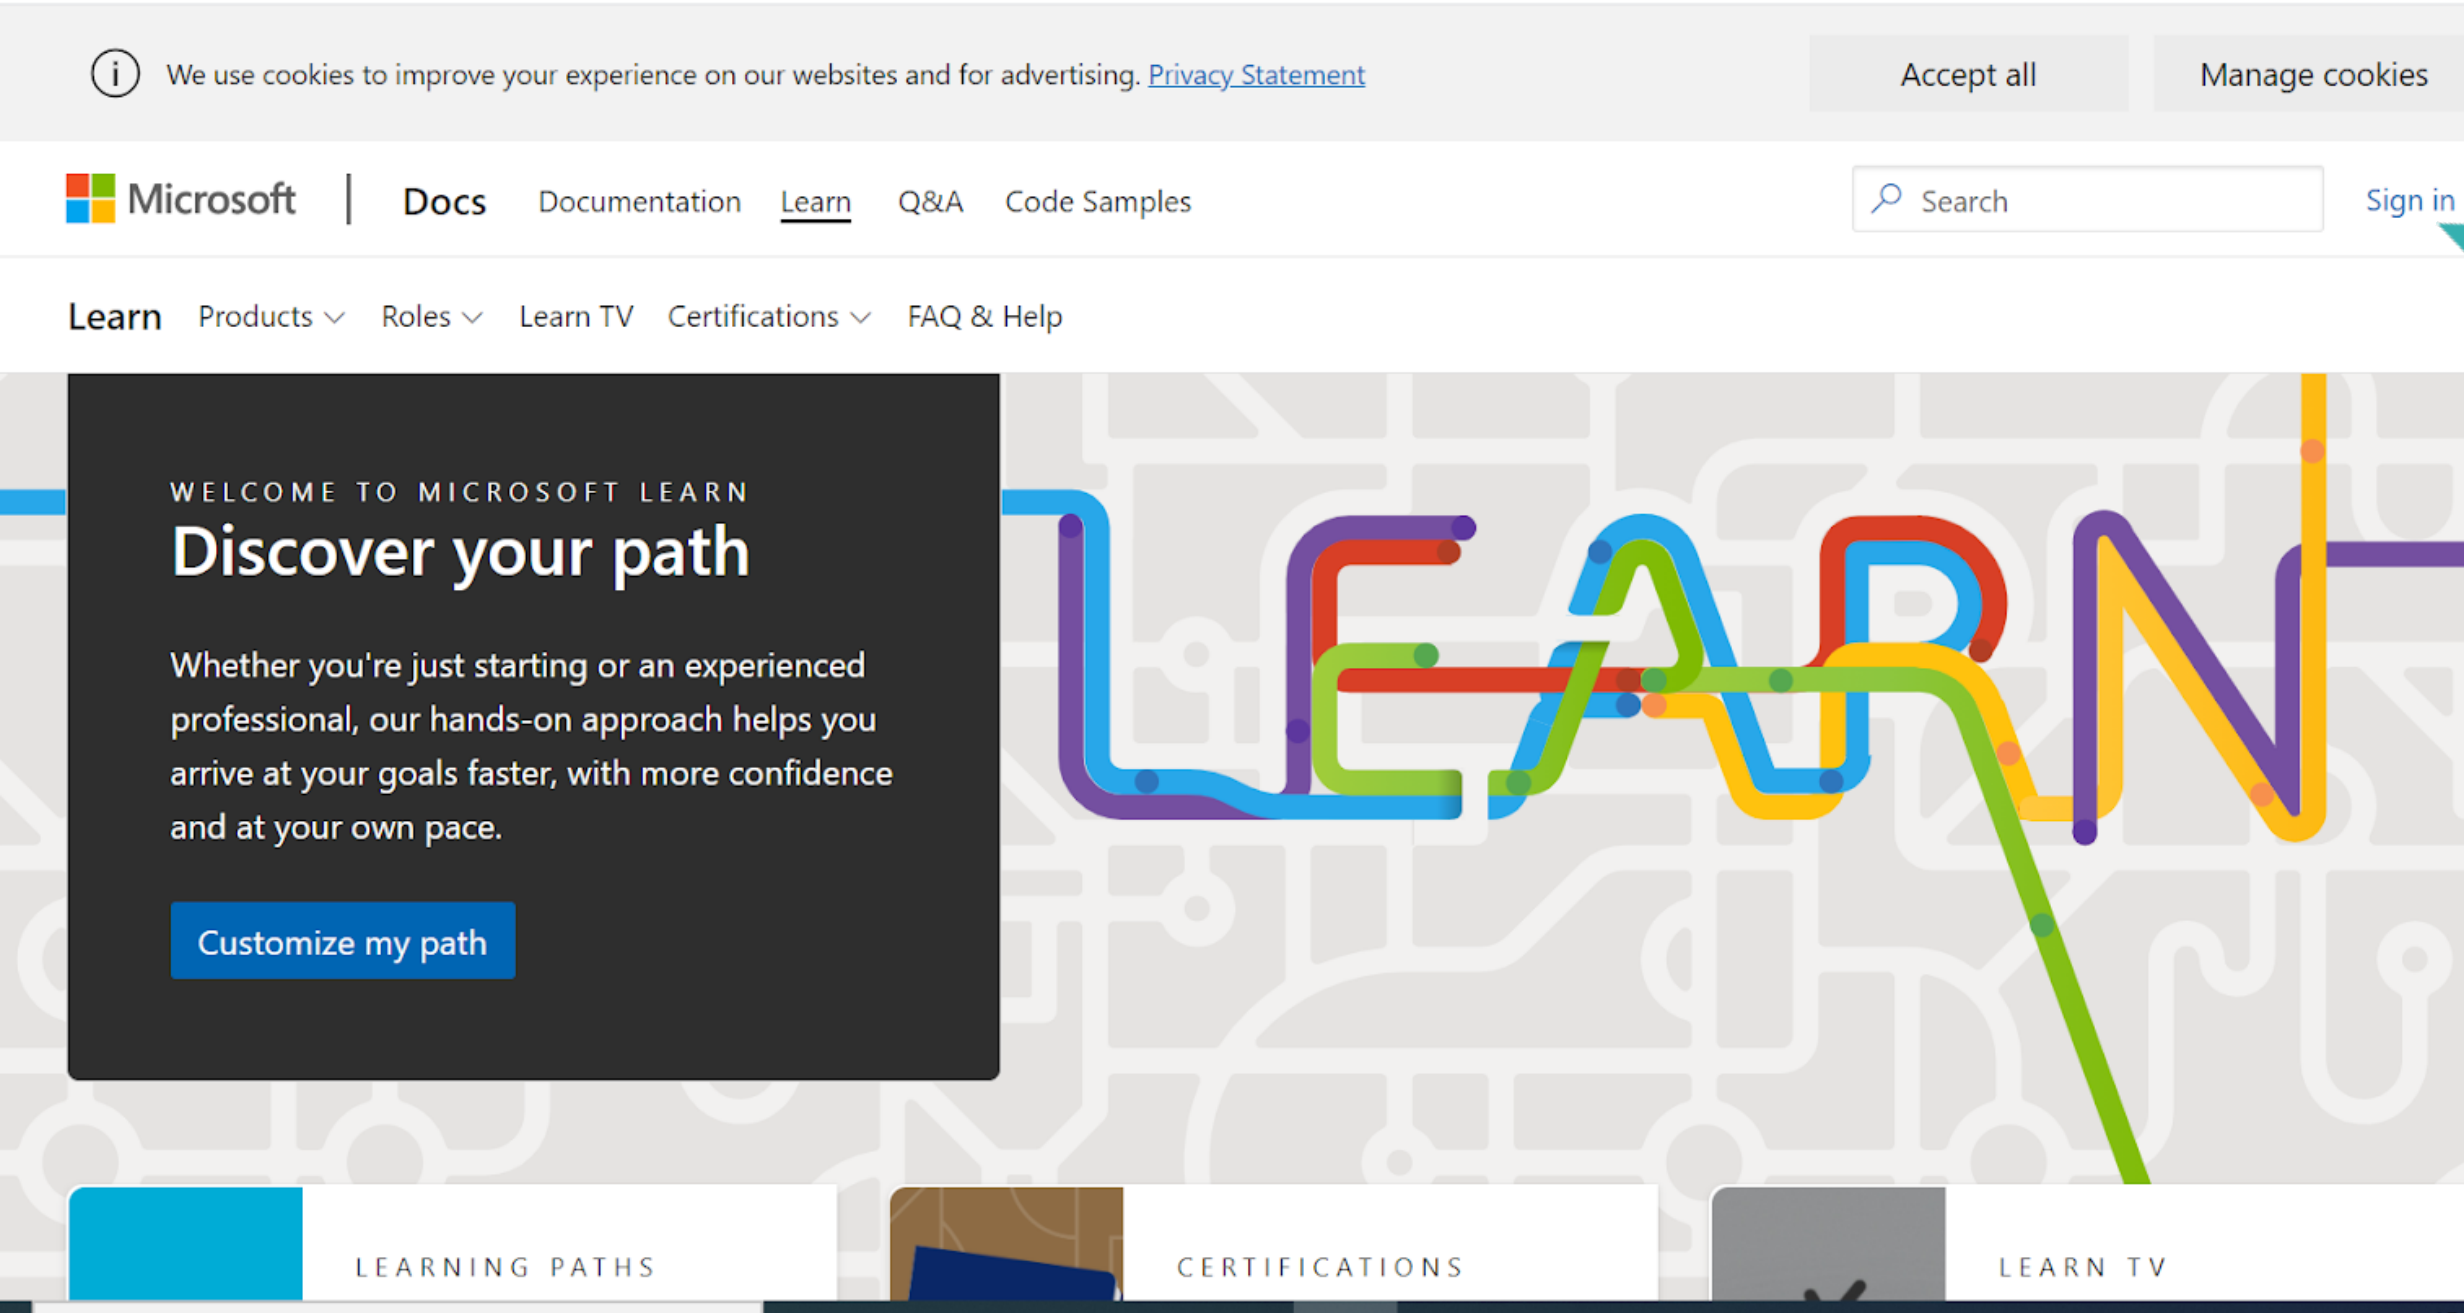 We use cookies to improve your experience on our websites and for advertising. Privacy Statement
Accept all
Manage cookies
Microsoft
Docs
Documentation
Learn
Q&A
Code Samples
Search
Sign in
Learn
Products
Roles
Learn TV
Certifications
FAQ & Help
WELCOME TO MICROSOFT LEARN
Discover your path
Whether you're just starting or an experienced
professional, our hands-on approach helps you
arrive at your goals faster, with more confidence
and at your own pace.
Customize my path
LEARN
LEARNING PATHS
CERTIFICATIONS
LEARN TV